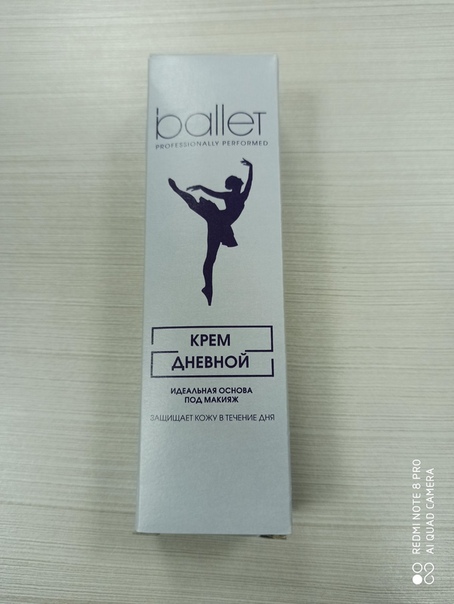 ballet
PROFESSIONALLY PERFORMED
КРЕМ
ДНЕВНОЙ
ИДЕАЛЬНАЯ ОСНОВА
ПОД МАКИЯЖ
ЗАЩИЩАЕТ КОЖУ В ТЕЧЕНИЕ ДНЯ
REDMI NOTE 8 PRO
AI QUAD CAMERA